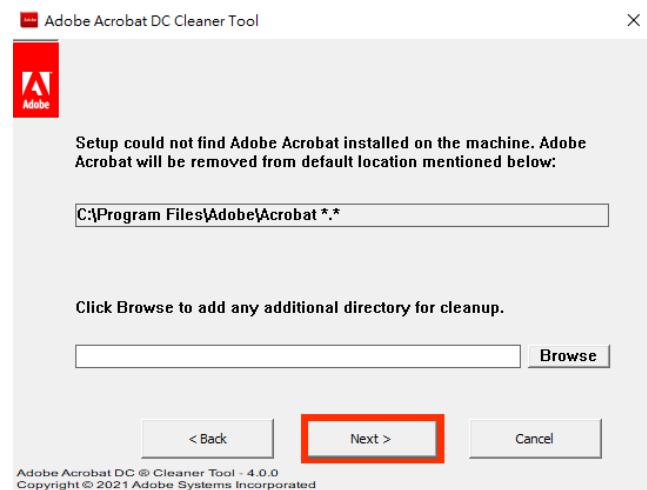 Adobe Acrobat DC Cleaner Tool
Adobe
Setup could not find Adobe Acrobat installed on the machine. Adobe
Acrobat will be removed from default location mentioned below:
C:\Program Files\Adobe\Acrobat *.*
Click Browse to add any additional directory for cleanup.
Browse
< Back
Next >
Cancel
Adobe Acrobat DC ® Cleaner Tool - 4.0.0
Copyright © 2021 Adobe Systems Incorporated